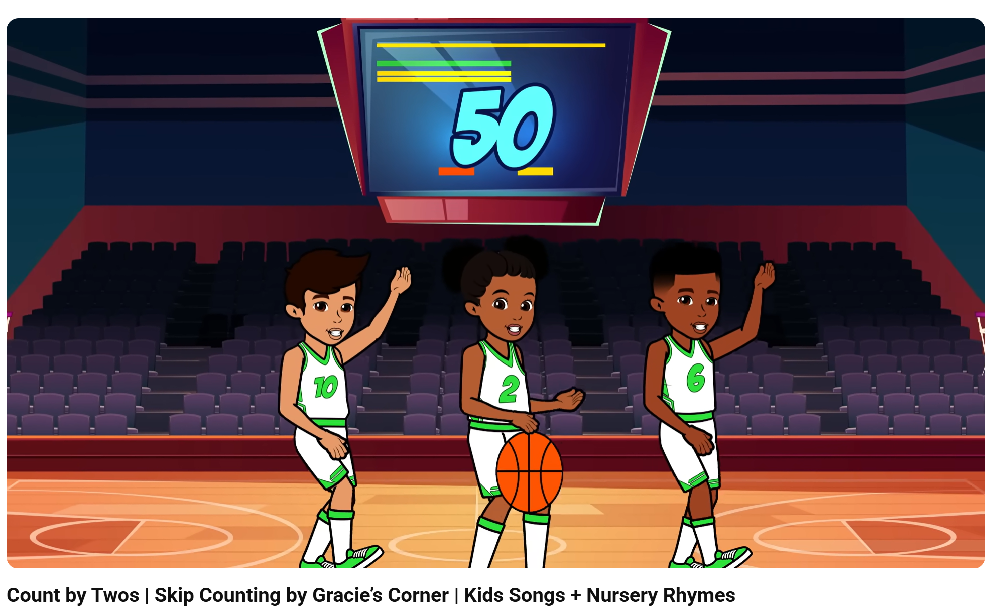 50
10
2
6
Count by Twos | Skip Counting by Gracie’s Corner | Kids Songs + Nursery Rhymes